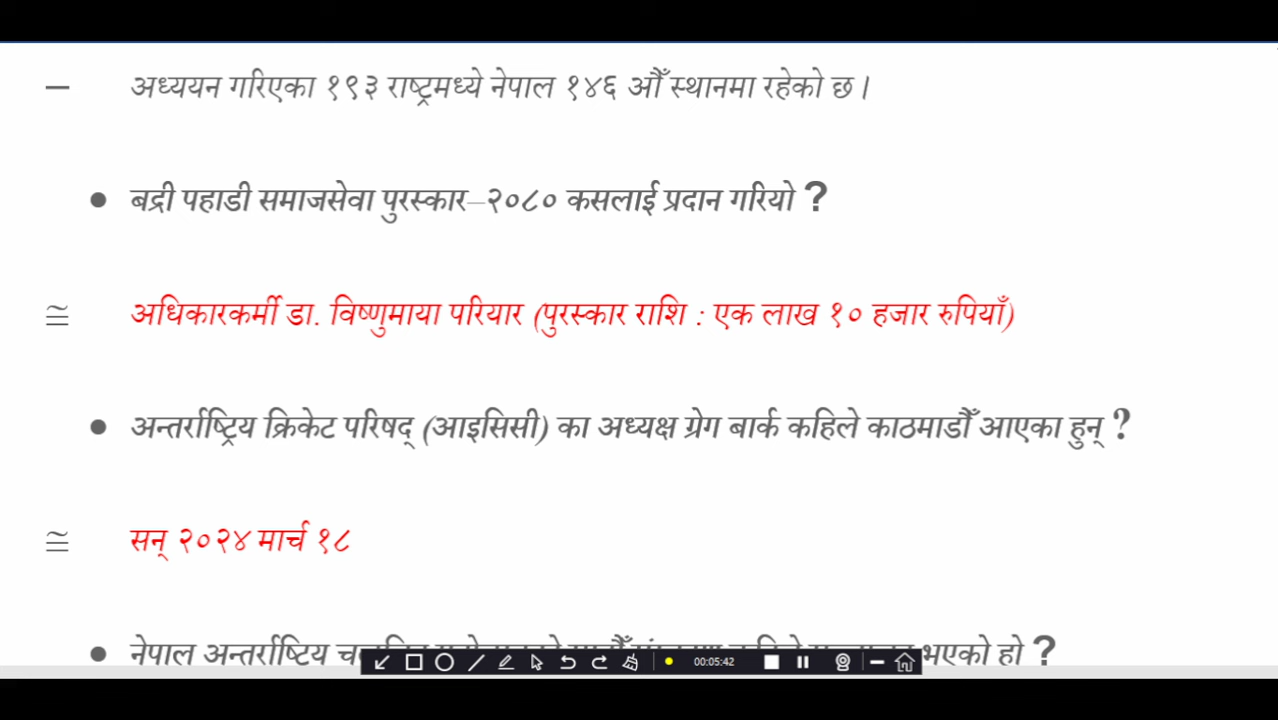 – अध्ययन गरिएका १९३ राष्ट्रमध्ये नेपाल १४६ औँ स्थानमा रहेको छ ।
• बद्री पहाडी समाजसेवा पुरस्कार–२०८० कसलाई प्रदान गरियो ?
≅ अधिकारकर्मी डा. विष्णुमाया परियार (पुरस्कार राशि : एक लाख १० हजार रुपियाँ)
• अन्तर्राष्ट्रिय क्रिकेट परिषद् (आइसिसी) का अध्यक्ष ग्रेग बार्क कहिले काठमाडौँ आएका हुन् ?
≅ सन् २०२४ मार्च १८
• नेपाल अन्तर्राष्टिय भएको हो ?
00:05:42